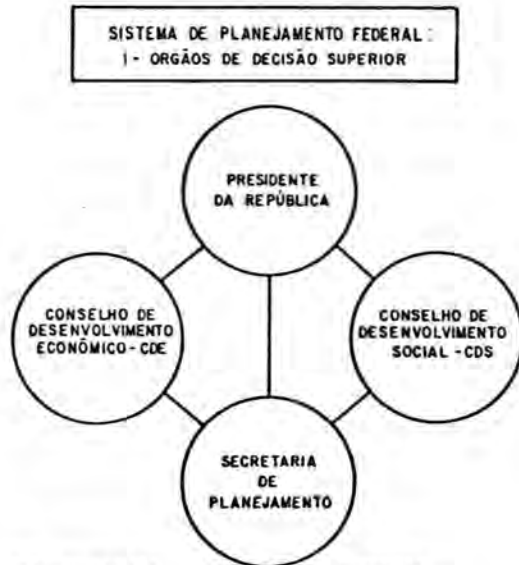 SISTEMA DE PLANEJAMENTO FEDERAL:
1 - ORGÃOS DE DECISÃO SUPERIOR
PRESIDENTE
DA REPÚBLICA
CONSELHO DE
DESENVOLVIMENTO
ECONÔMICO - CDE
CONSELHO DE
DESENVOLVIMENTO
SOCIAL - CDS
SECRETARIA
DE
PLANEJAMENTO